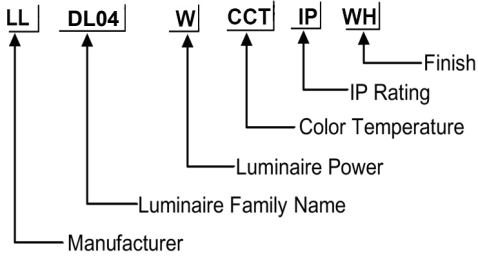 LL DL04 W CCT IP WH
Finish
IP Rating
Color Temperature
Luminaire Power
Luminaire Family Name
Manufacturer